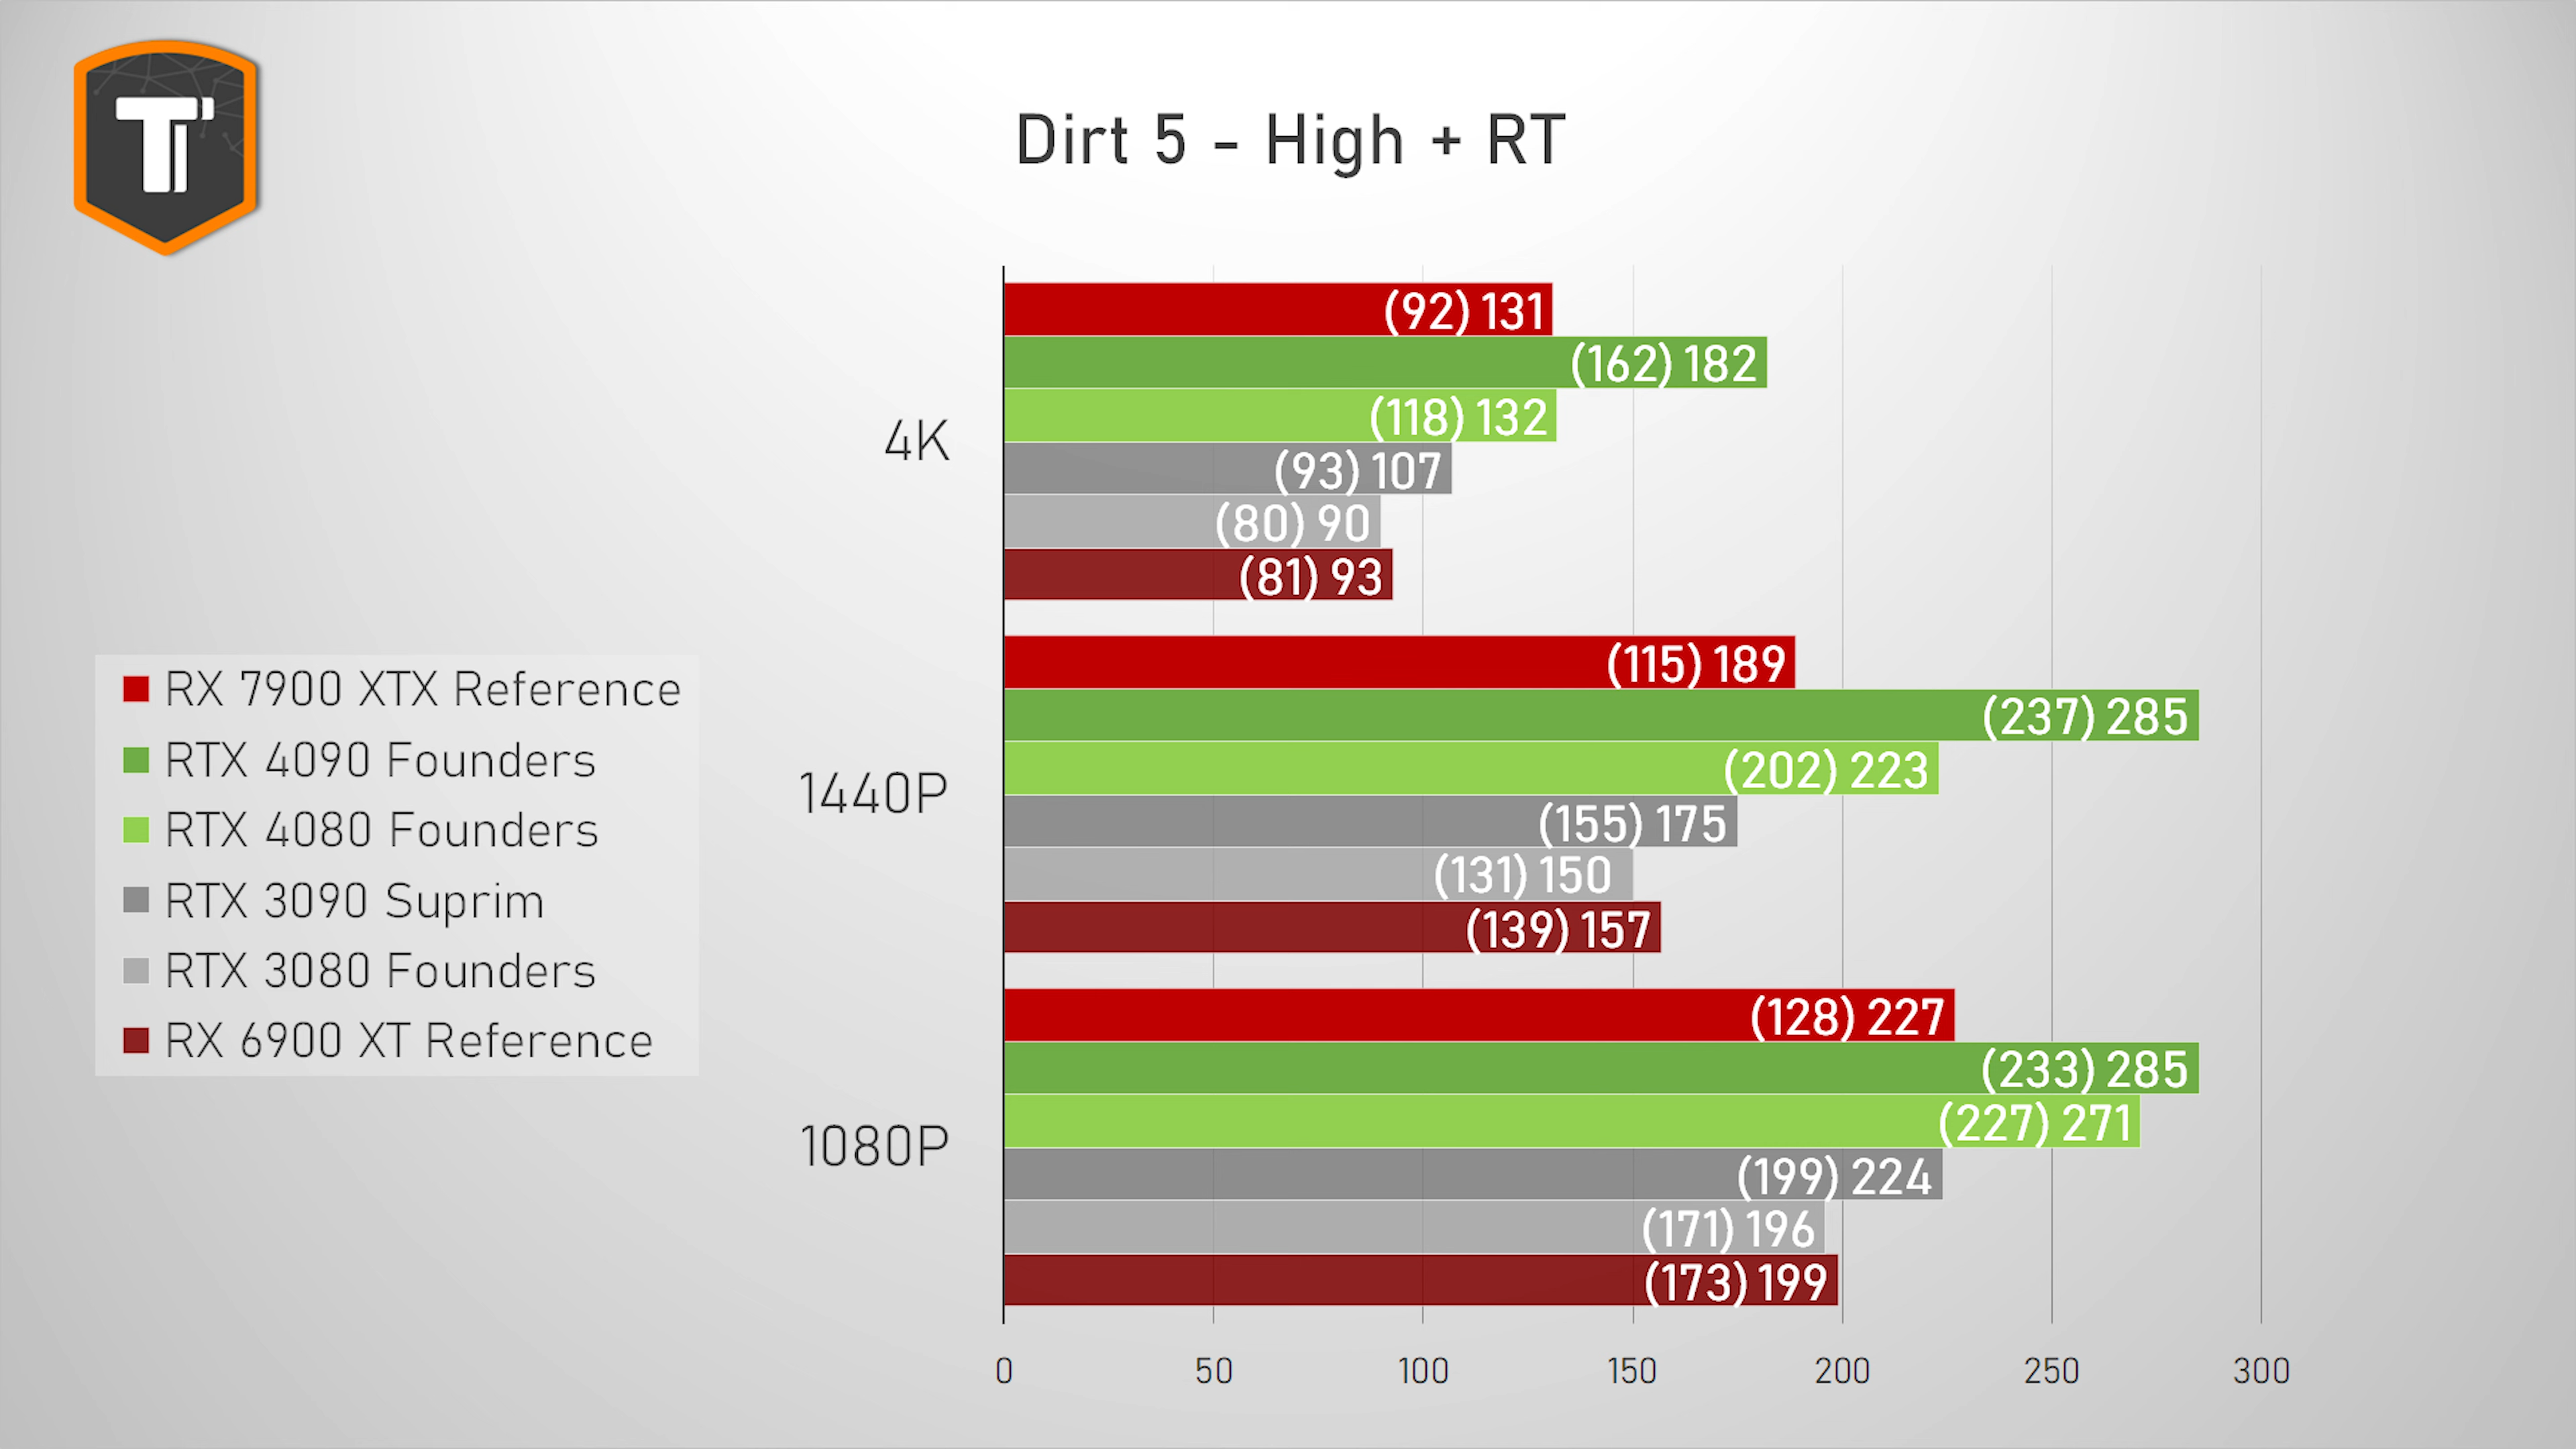 T
Dirt 5 - High + RT
4K
(92) 131
(162) 182
(118) 132
(93) 107
(80) 90
(81) 93
1440P
(115) 189
(237) 285
(202) 223
(155) 175
(131) 150
(139) 157
1080P
(128) 227
(233) 285
(227) 271
(199) 224
(171) 196
(173) 199
0 50 100 150 200 250 300
RX 7900 XTX Reference
RTX 4090 Founders
RTX 4080 Founders
RTX 3090 Suprim
RTX 3080 Founders
RX 6900 XT Reference